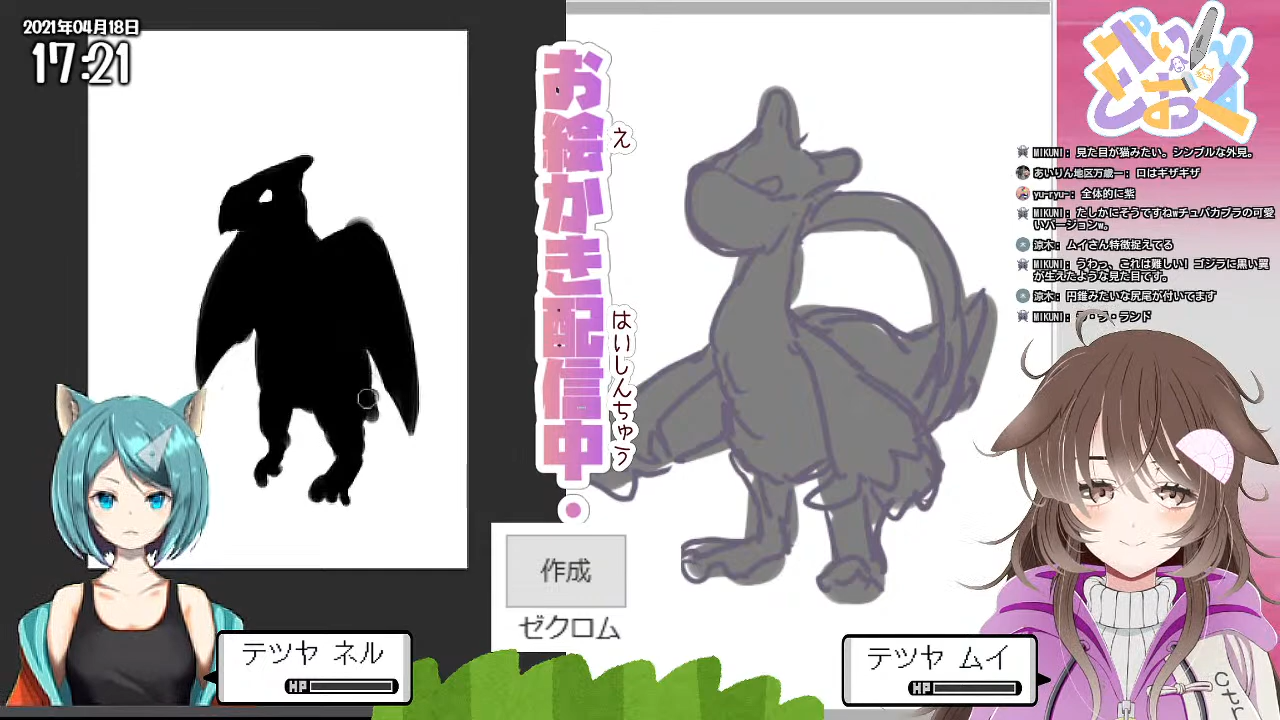 2021年04月18日
17:21
お絵かき配信中
え
はいしんちゅう
MIKUNI: 見た目が猫みたい。シンプルな外見。
あいりん地区万歳一: 口はギザギザ
yu-ryu-: 全体的に紫
MIKUNI: たしかにそうですねwチュパカブラの可愛
いバージョンw。
涼木: ムイさん特徴捉えてる
MIKUNI: うわっ、これは難しい! ゴジラに黒い翼
が生えたような見た目です。
涼木: 円錐みたいな尻尾が付いてます
MIKUNI: ラ・ラ・ランド
作成
ゼクロム
テツヤ ネル
HP
テツヤ ムイ
HP
ctr